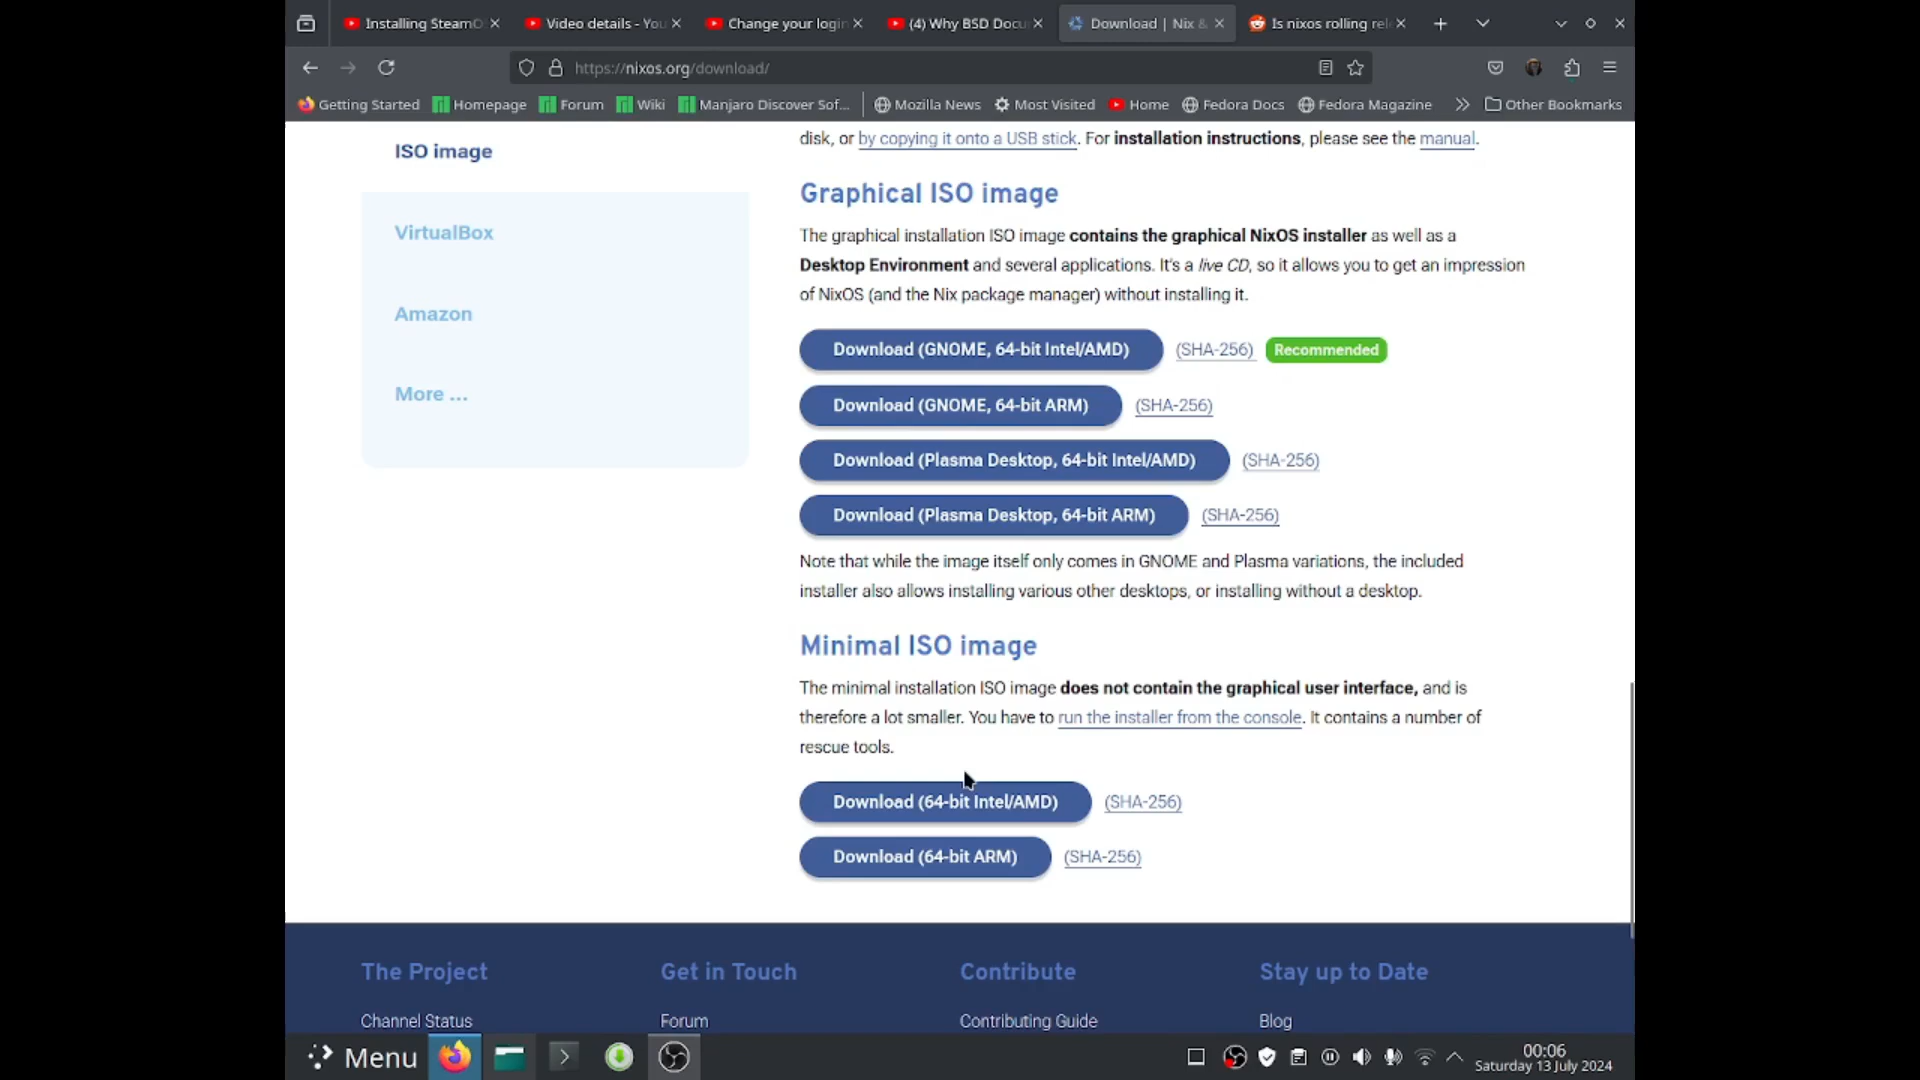 Installing SteamO
Video details - You
Change your login
(4) Why BSD Docu
Download | Nix &
Is nixos rolling rele
https://nixos.org/download/
Getting Started
Homepage
Forum
Wiki
Manjaro Discover Sof...
Mozilla News
Most Visited
Home
Fedora Docs
Fedora Magazine
Other Bookmarks
ISO image
VirtualBox
Amazon
More ...
disk, or by copying it onto a USB stick. For installation instructions, please see the manual.
Graphical ISO image
The graphical installation ISO image contains the graphical NixOS installer as well as a
Desktop Environment and several applications. It's a live CD, so it allows you to get an impression
of NixOS (and the Nix package manager) without installing it.
Download (GNOME, 64-bit Intel/AMD) (SHA-256) Recommended
Download (GNOME, 64-bit ARM) (SHA-256)
Download (Plasma Desktop, 64-bit Intel/AMD) (SHA-256)
Download (Plasma Desktop, 64-bit ARM) (SHA-256)
Note that while the image itself only comes in GNOME and Plasma variations, the included
installer also allows installing various other desktops, or installing without a desktop.
Minimal ISO image
The minimal installation ISO image does not contain the graphical user interface, and is
therefore a lot smaller. You have to run the installer from the console. It contains a number of
rescue tools.
Download (64-bit Intel/AMD) (SHA-256)
Download (64-bit ARM) (SHA-256)
The Project
Get in Touch
Contribute
Stay up to Date
Channel Status
Forum
Contributing Guide
Blog
Menu
00:06
Saturday 13 July 2024